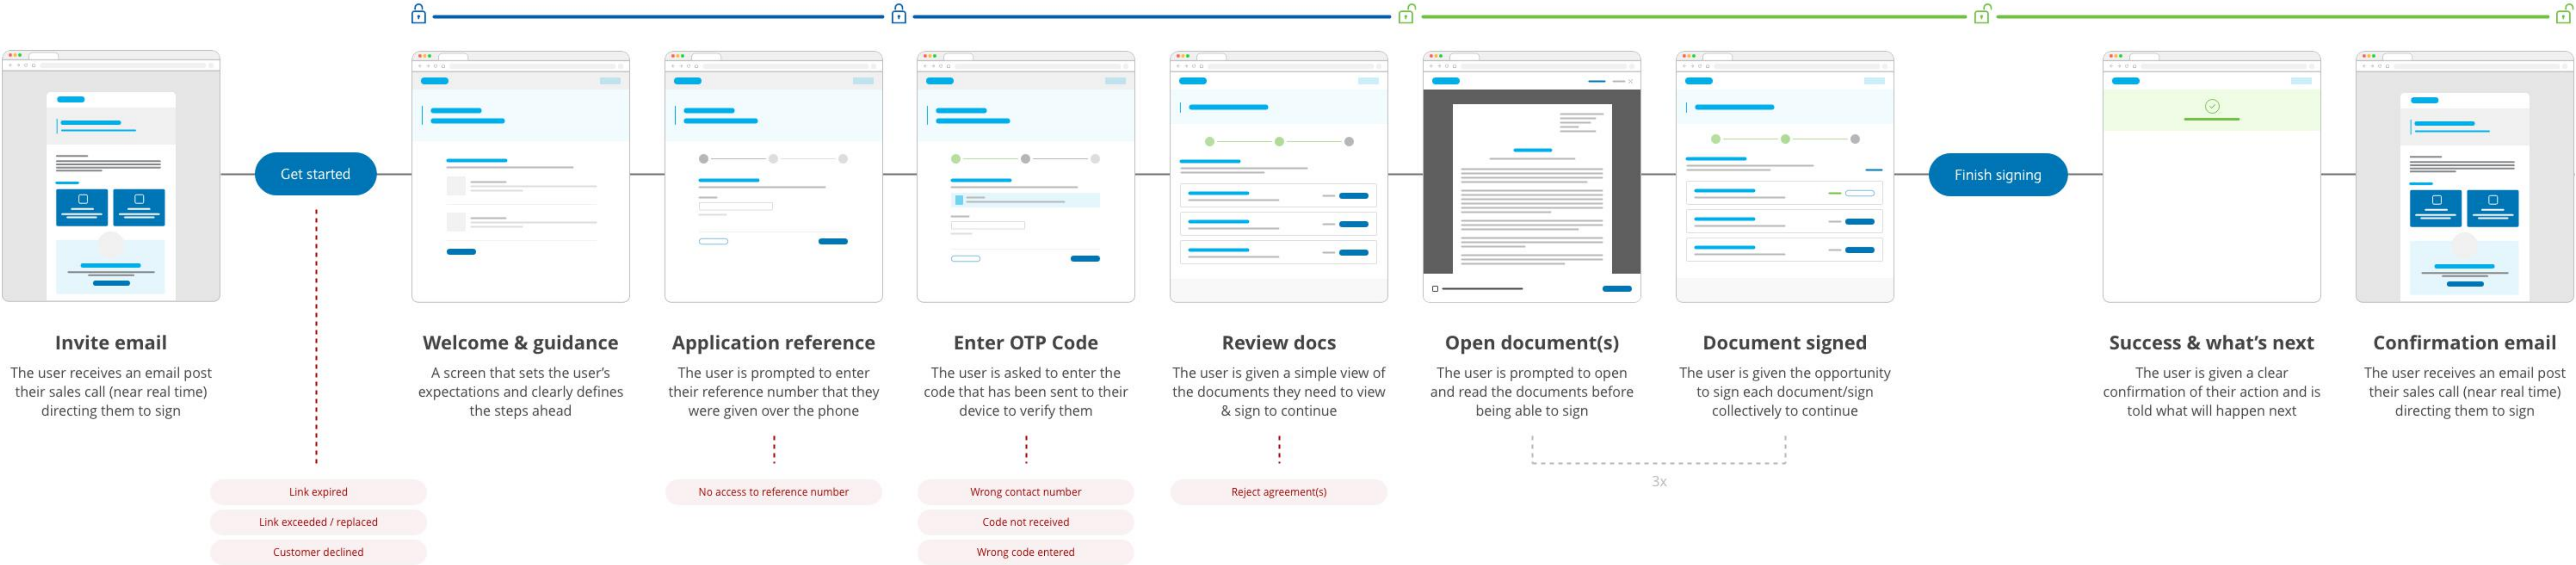 Get started
Finish signing
Invite email
The user receives an email post
their sales call (near real time)
directing them to sign
Welcome & guidance
A screen that sets the user's
expectations and clearly defines
the steps ahead
Application reference
The user is prompted to enter
their reference number that they
were given over the phone
Enter OTP Code
The user is asked to enter the
code that has been sent to their
device to verify them
Review docs
The user is given a simple view of
the documents they need to view
& sign to continue
Open document(s)
The user is prompted to open
and read the documents before
being able to sign
Document signed
The user is given the opportunity
to sign each document/sign
collectively to continue
Success & what's next
The user is given a clear
confirmation of their action and is
told what will happen next
Confirmation email
The user receives an email post
their sales call (near real time)
directing them to sign
Link expired
Link exceeded / replaced
Customer declined
No access to reference number
Wrong contact number
Code not received
Wrong code entered
Reject agreement(s)
3x